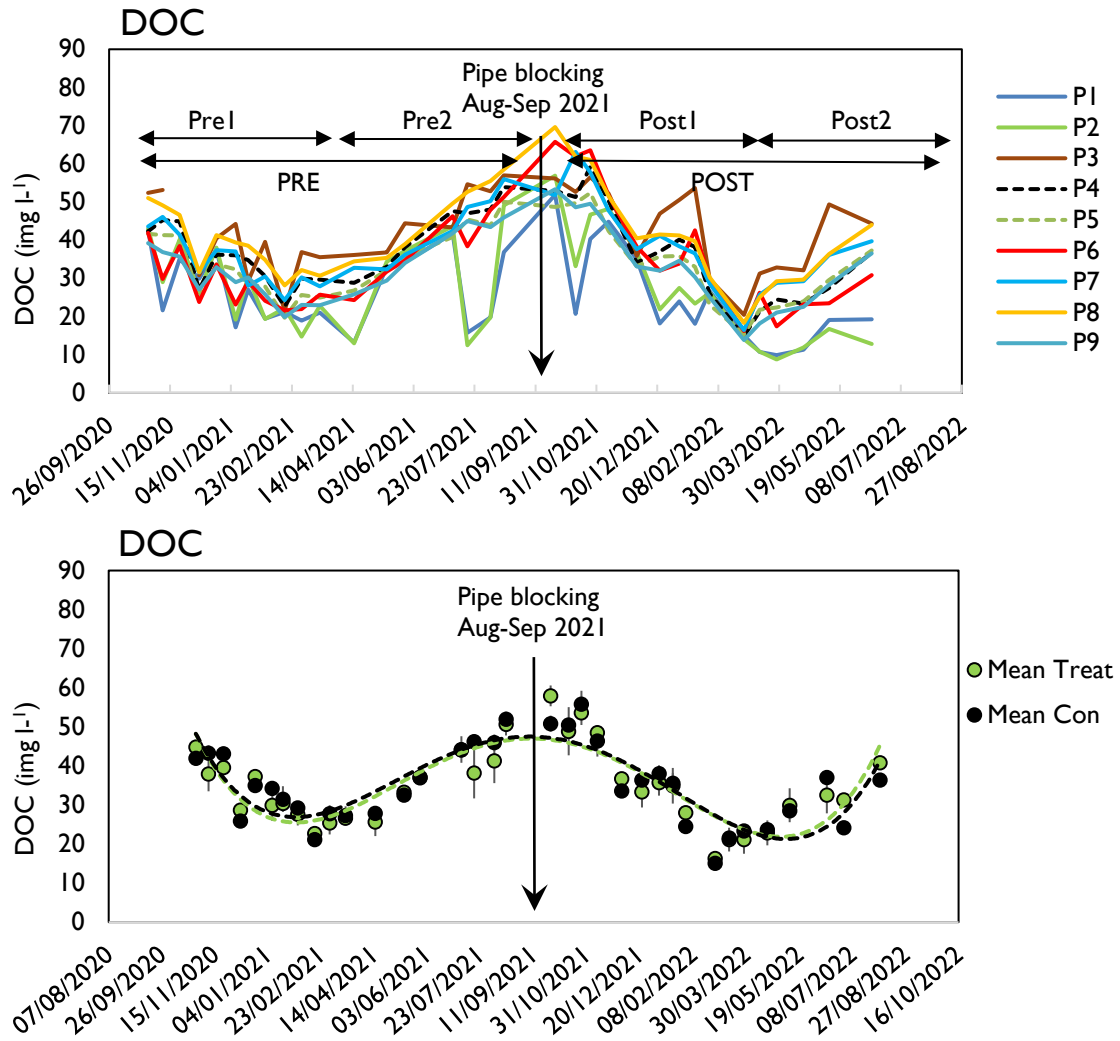 DOC
90
80
70
60
50
40
30
20
10
0
DOC (img l-¹)
Pipe blocking
Aug-Sep 2021
Pre1 Pre2 Post1 Post2
PRE POST
P1
P2
P3
P4
P5
P6
P7
P8
P9
26/09/2020 15/11/2020 04/01/2021 23/02/2021 14/04/2021 03/06/2021 23/07/2021 11/09/2021 31/10/2021 20/12/2021 08/02/2022 30/03/2022 19/05/2022 08/07/2022 27/08/2022
DOC
90
80
70
60
50
40
30
20
10
0
DOC (img l-¹)
Pipe blocking
Aug-Sep 2021
Mean Treat
Mean Con
07/08/2020 26/09/2020 15/11/2020 04/01/2021 23/02/2021 14/04/2021 03/06/2021 23/07/2021 11/09/2021 31/10/2021 20/12/2021 08/02/2022 30/03/2022 19/05/2022 08/07/2022 27/08/2022 16/10/2022